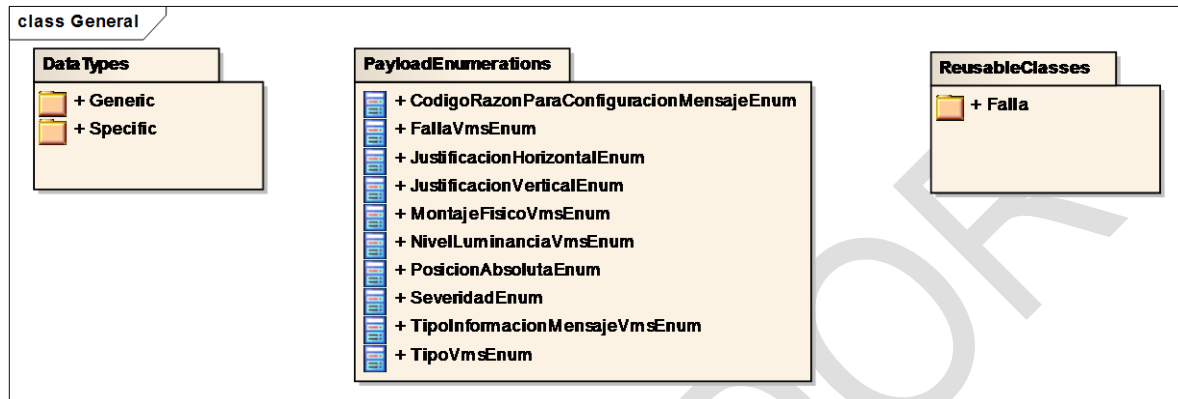 class General
DataTypes
+ Generic
+ Specific
PayloadEnumerations
+ CodigoRazonParaConfiguracionMensajeEnum
+ FallaVmsEnum
+ JustificacionHorizontalEnum
+ JustificacionVerticalEnum
+ MontajeFisicoVmsEnum
+ NivelLuminanciaVmsEnum
+ PosicionAbsolutaEnum
+ SeveridadEnum
+ TipoInformacionMensajeVmsEnum
+ TipoVmsEnum
ReusableClasses
+ Falla